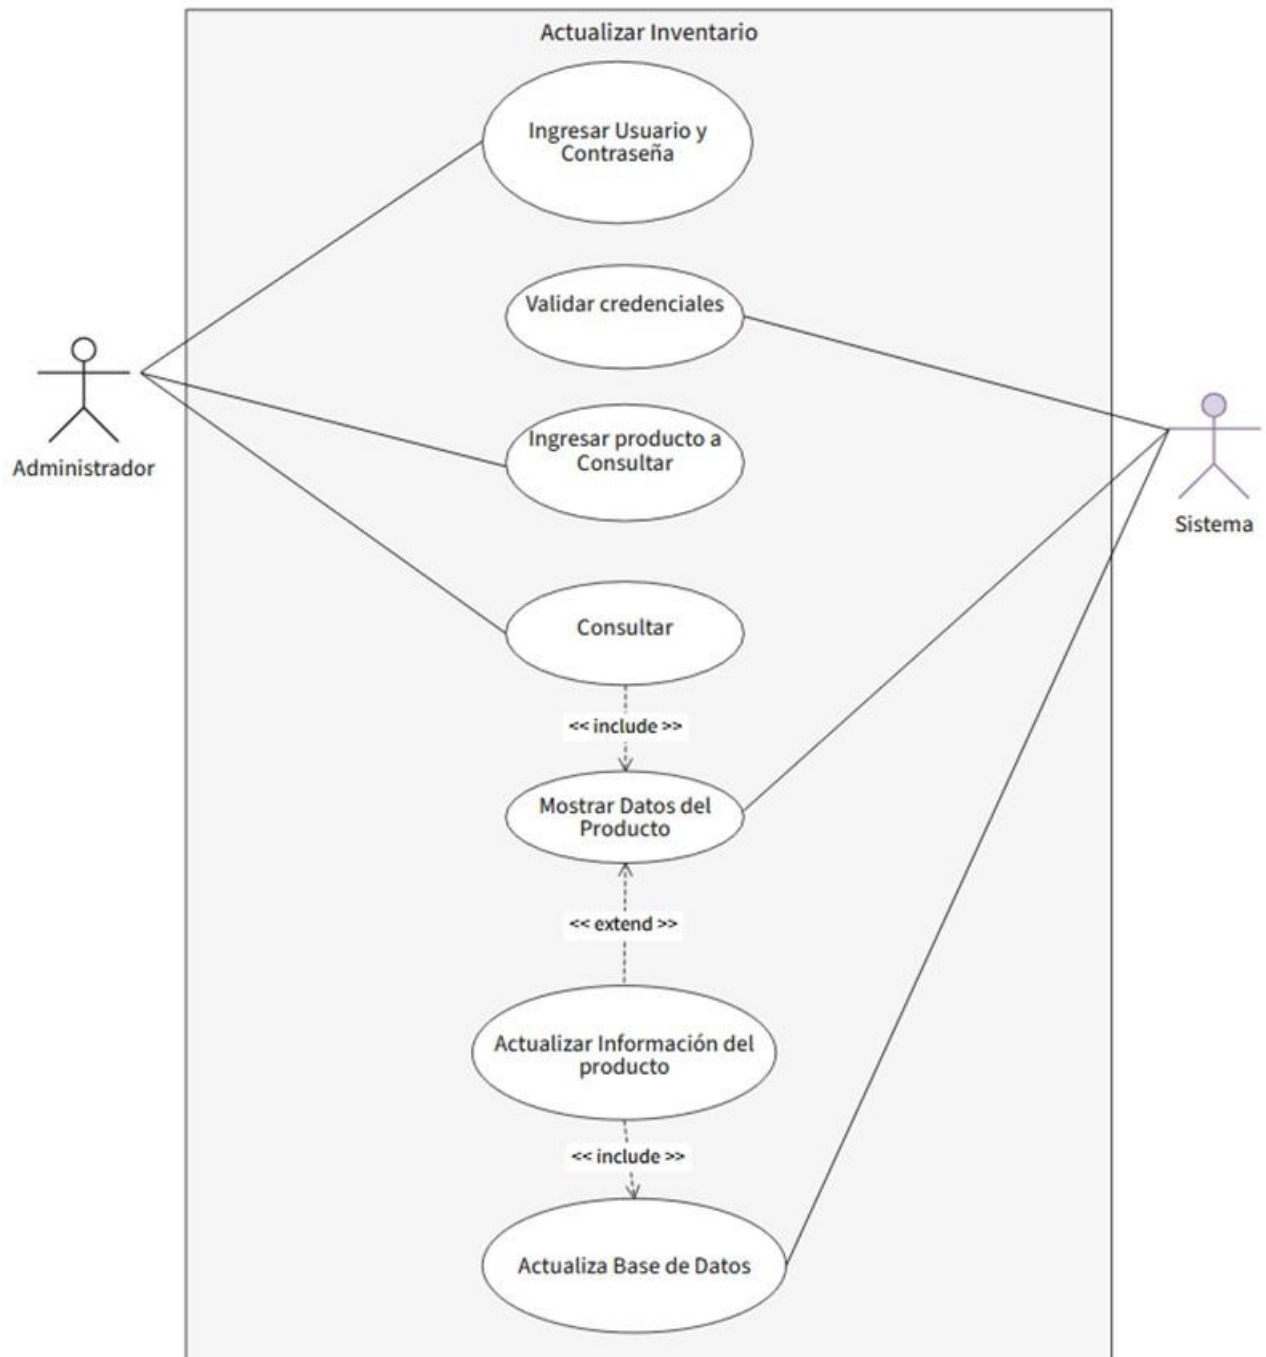 Actualizar Inventario
Ingresar Usuario y
Contraseña
Validar credenciales
Ingresar producto a
Consultar
Administrador
Sistema
Consultar
<< include >>
Mostrar Datos del
Producto
<< extend >>
Actualizar Información del
producto
<< include >>
Actualiza Base de Datos